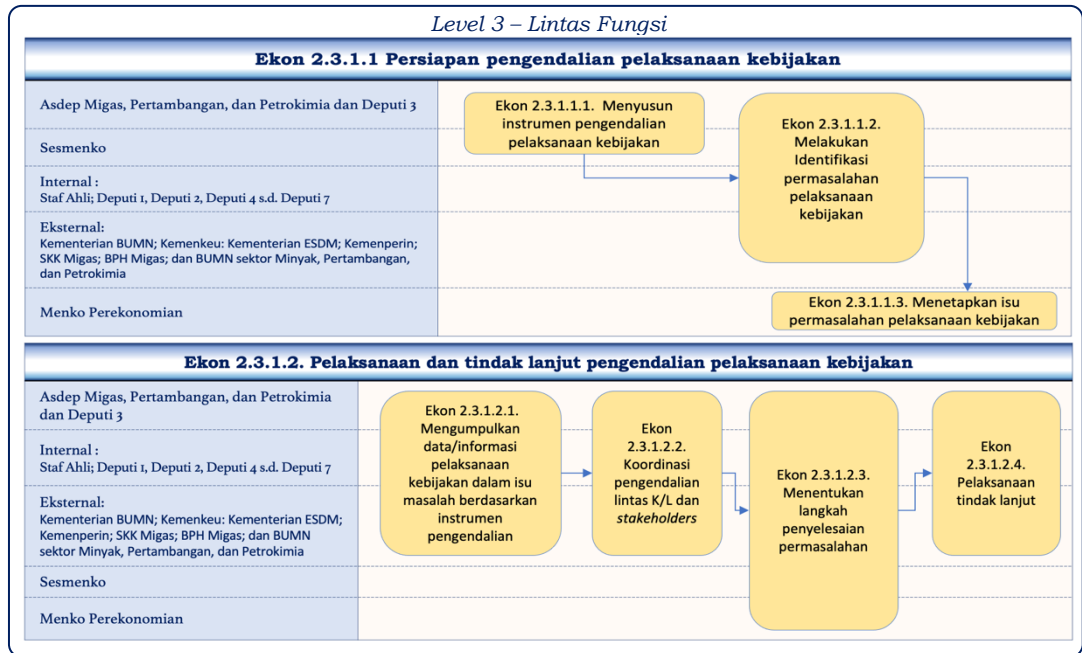 Level 3 – Lintas Fungsi
Ekon 2.3.1.1 Persiapan pengendalian pelaksanaan kebijakan
Asdep Migas, Pertambangan, dan Petrokimia dan Deputi 3
Sesmenko
Internal :
Staf Ahli; Deputi 1, Deputi 2, Deputi 4 s.d. Deputi 7
Eksternal:
Kementerian BUMN; Kemenkeu: Kementerian ESDM; Kemenperin;
SKK Migas; BPH Migas; dan BUMN sektor Minyak, Pertambangan,
dan Petrokimia
Menko Perekonomian
Ekon 2.3.1.1.1. Menyusun
instrumen pengendalian
pelaksanaan kebijakan
Ekon 2.3.1.1.2.
Melakukan
Identifikasi
permasalahan
pelaksanaan
kebijakan
Ekon 2.3.1.1.3. Menetapkan isu
permasalahan pelaksanaan kebijakan
Ekon 2.3.1.2. Pelaksanaan dan tindak lanjut pengendalian pelaksanaan kebijakan
Asdep Migas, Pertambangan, dan Petrokimia
dan Deputi 3
Internal :
Staf Ahli; Deputi 1, Deputi 2, Deputi 4 s.d. Deputi 7
Eksternal:
Kementerian BUMN; Kemenkeu: Kementerian ESDM;
Kemenperin; SKK Migas; BPH Migas; dan BUMN
sektor Minyak, Pertambangan, dan Petrokimia
Sesmenko
Menko Perekonomian
Ekon 2.3.1.2.1.
Mengumpulkan
data/informasi
pelaksanaan
kebijakan dalam isu
masalah berdasarkan
instrumen
pengendalian
Ekon
2.3.1.2.2.
Koordinasi
pengendalian
lintas K/L dan
stakeholders
Ekon 2.3.1.2.3.
Menentukan
langkah
penyelesaian
permasalahan
Ekon
2.3.1.2.4.
Pelaksanaan
tindak lanjut